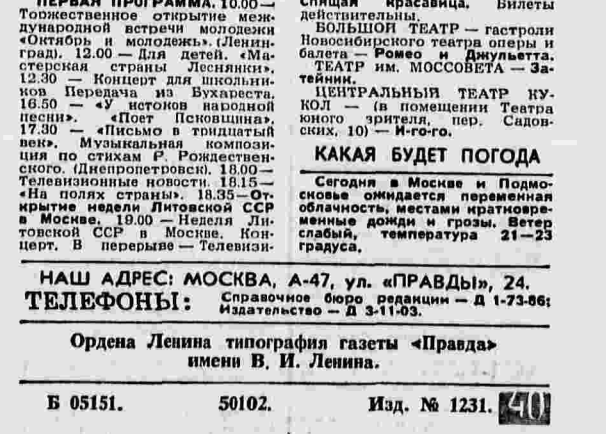 ПЕРВАЯ ПРОГРАММА. 10.00—
Торжественное открытие меж-
дународной встречи молодежи
«Октябрь и молодежь». (Ленин-
град). 12.00 — Для детей. «Ма-
стерская страны Леснянки».
12.30 — Концерт для школьни-
ков Передача из Бухареста.
16.50 — «У истоков народной
песни». «Поет Псковщина».
17.30 — «Письмо в тридцатый
век». Музыкальная компози-
ция по стихам Р. Рождествен-
ского. (Днепропетровск). 18.00—
Телевизионные новости. 18.15—
«На полях страны». 18.35—От-
крытие недели Литовской ССР
в Москве. 19.00 — Неделя Ли-
товской ССР в Москве. Кон-
церт. В перерыве — Телевизи-
Спящая красавица. Билеты
действительны.
БОЛЬШОЙ ТЕАТР — гастроли
Новосибирского театра оперы и
балета — Ромео и Джульетта.
ТЕАТР им. МОССОВЕТА — За-
тейник.
ЦЕНТРАЛЬНЫЙ ТЕАТР КУ-
КОЛ — (в помещении Театра
юного зрителя, пер. Садов-
ских, 10) — И-го-го.
КАКАЯ БУДЕТ ПОГОДА
Сегодня в Москве и Подмо-
сковье ожидается переменная
облачность, местами кратковре-
менные дожди и грозы. Ветер
слабый, температура 21—23
градуса.
НАШ АДРЕС: МОСКВА, А-47, ул. «ПРАВДЫ», 24.
ТЕЛЕФОНЫ: Справочное бюро редакции — Д 1-73-86;
Издательство — Д 3-11-03.
Ордена Ленина типография газеты «Правда»
имени В. И. Ленина.
Б 05151. 50102. Изд. № 1231. 40